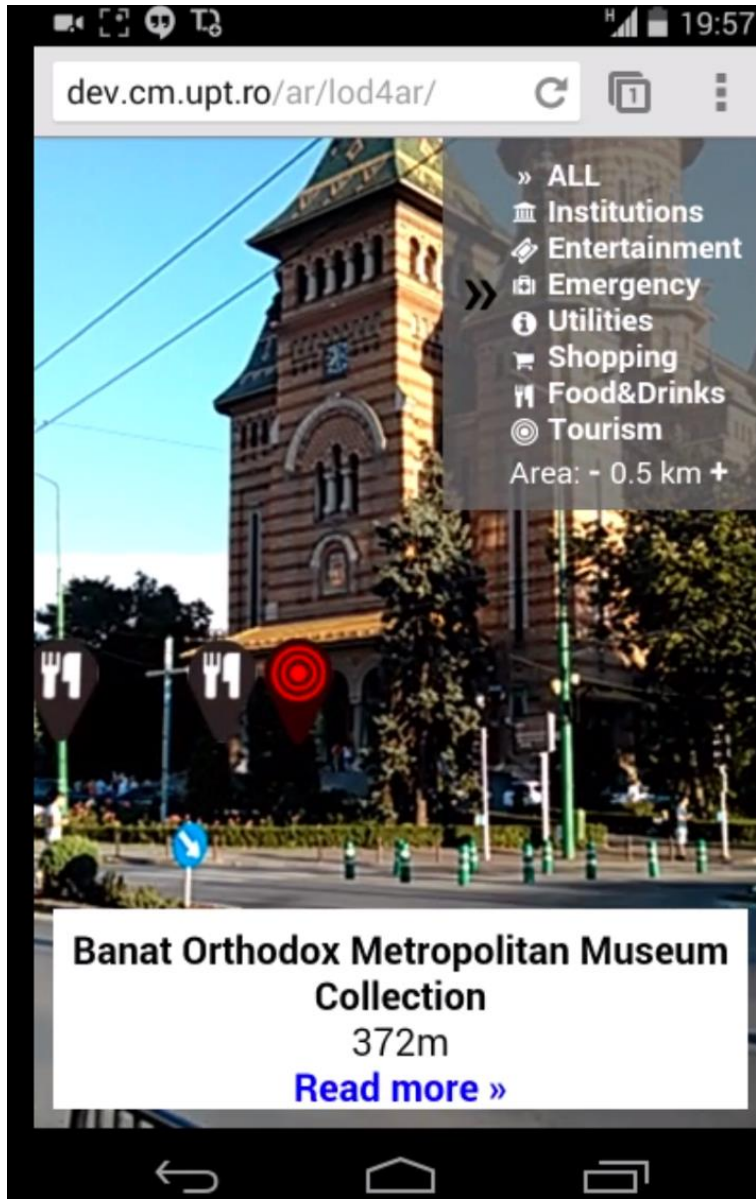 19:57
dev.cm.upt.ro/ar/lod4ar/
1
» ALL
Institutions
Entertainment
» Emergency
Utilities
Shopping
Food&Drinks
Tourism
Area: - 0.5 km +
Banat Orthodox Metropolitan Museum
Collection
372m
Read more »